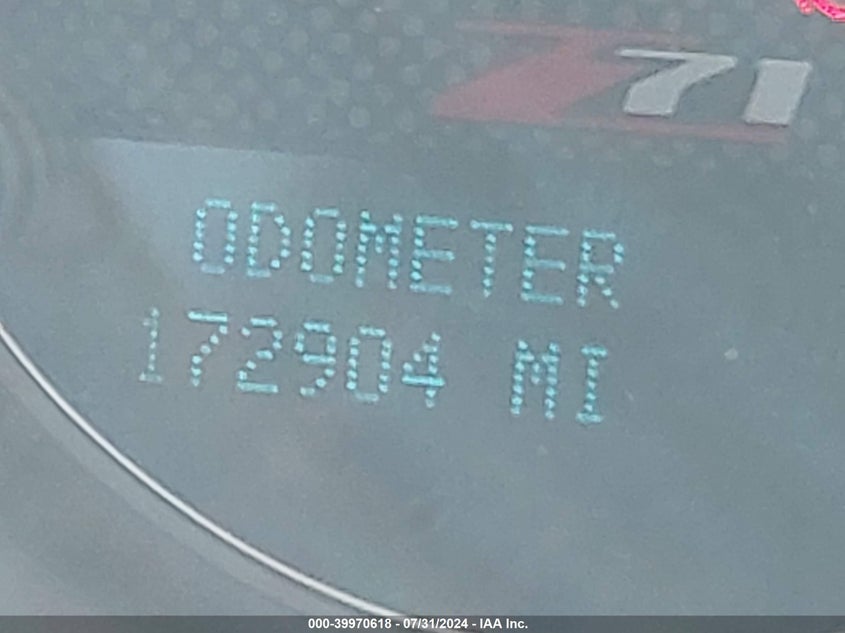 Z71
ODOMETER
172904 MI
000-39970618 - 07/31/2024 - IAA Inc.